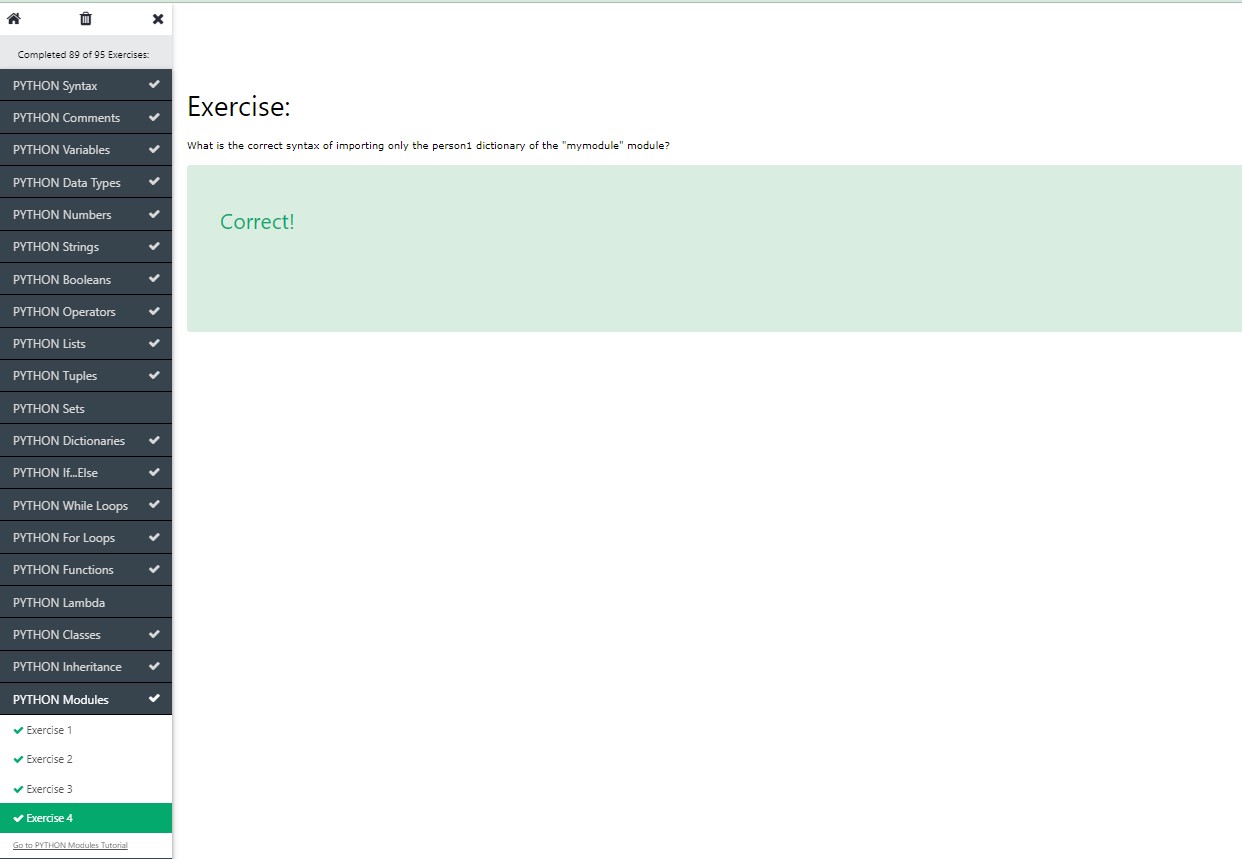 Completed 89 of 95 Exercises:
PYTHON Syntax
PYTHON Comments
PYTHON Variables
PYTHON Data Types
PYTHON Numbers
PYTHON Strings
PYTHON Booleans
PYTHON Operators
PYTHON Lists
PYTHON Tuples
PYTHON Sets
PYTHON Dictionaries
PYTHON If...Else
PYTHON While Loops
PYTHON For Loops
PYTHON Functions
PYTHON Lambda
PYTHON Classes
PYTHON Inheritance
PYTHON Modules
Exercise 1
Exercise 2
Exercise 3
Exercise 4
Go to PYTHON Modules Tutorial
Exercise:
What is the correct syntax of importing only the person1 dictionary of the "mymodule" module?
Correct!